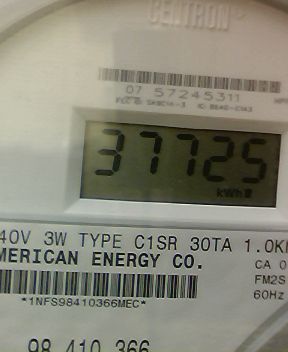 CENTRON
07 57245311
37725
kWh
40V 3W TYPE C1SR 30TA 1.0K
MERICAN ENERGY CO.
CA 0
FM2S
60Hz
*1NFS98410366MEC*
98 410 366